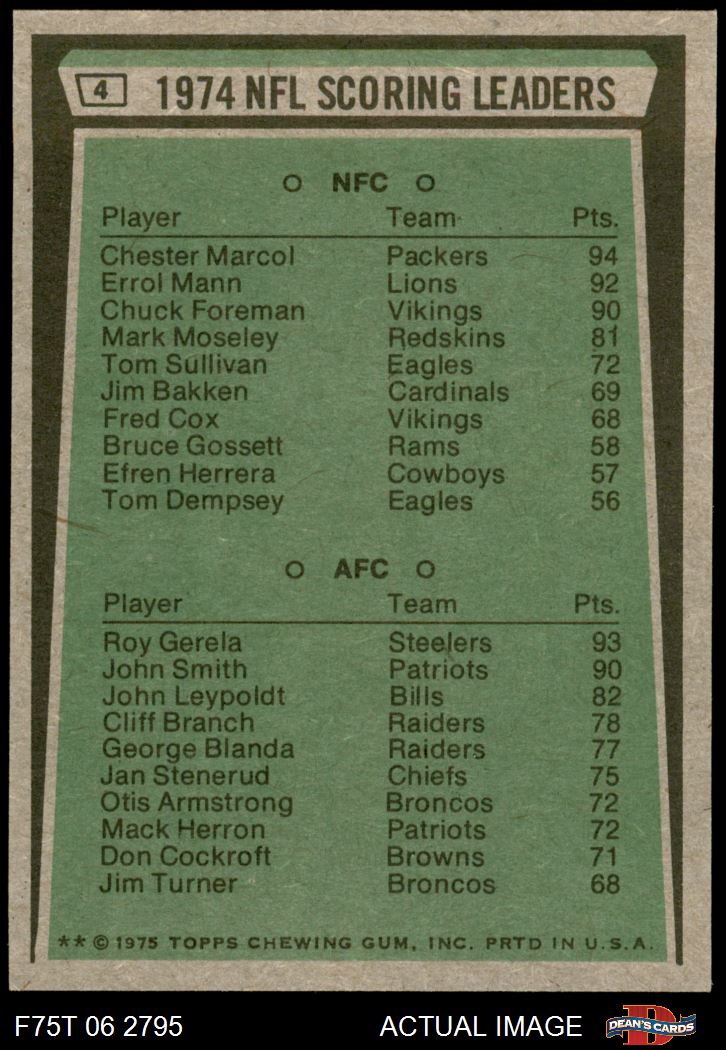 4 1974 NFL SCORING LEADERS
NFC
Player Team Pts.
Chester Marcol Packers 94
Errol Mann Lions 92
Chuck Foreman Vikings 90
Mark Moseley Redskins 81
Tom Sullivan Eagles 72
Jim Bakken Cardinals 69
Fred Cox Vikings 68
Bruce Gossett Rams 58
Efren Herrera Cowboys 57
Tom Dempsey Eagles 56
AFC
Player Team Pts.
Roy Gerela Steelers 93
John Smith Patriots 90
John Leypoldt Bills 82
Cliff Branch Raiders 78
George Blanda Raiders 77
Jan Stenerud Chiefs 75
Otis Armstrong Broncos 72
Mack Herron Patriots 72
Don Cockroft Browns 71
Jim Turner Broncos 68
** © 1975 TOPPS CHEWING GUM, INC. PRTD IN U.S.A.
F75T 06 2795 ACTUAL IMAGE D DEAN'S CARDS